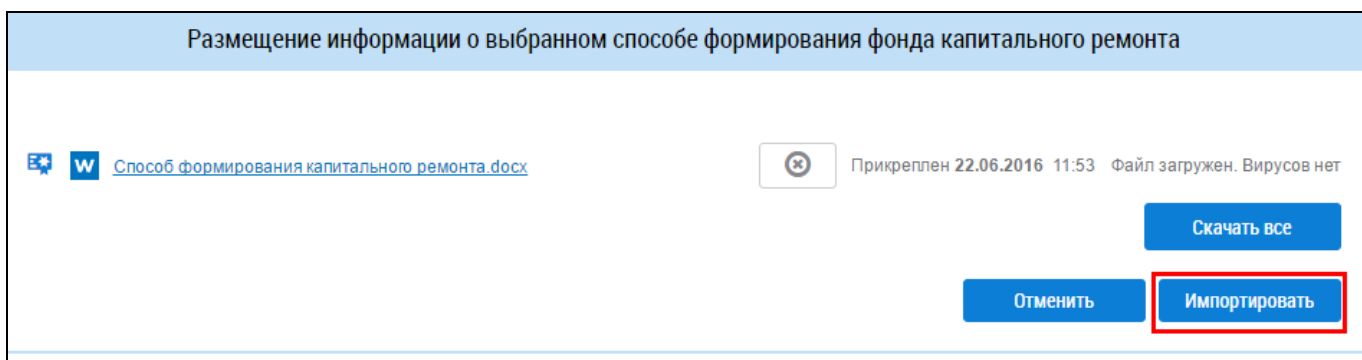 Размещение информации о выбранном способе формирования фонда капитального ремонта
W Способ формирования капитального ремонта.docx Прикреплен 22.06.2016 11:53 Файл загружен. Вирусов нет
Скачать все
Отменить Импортировать